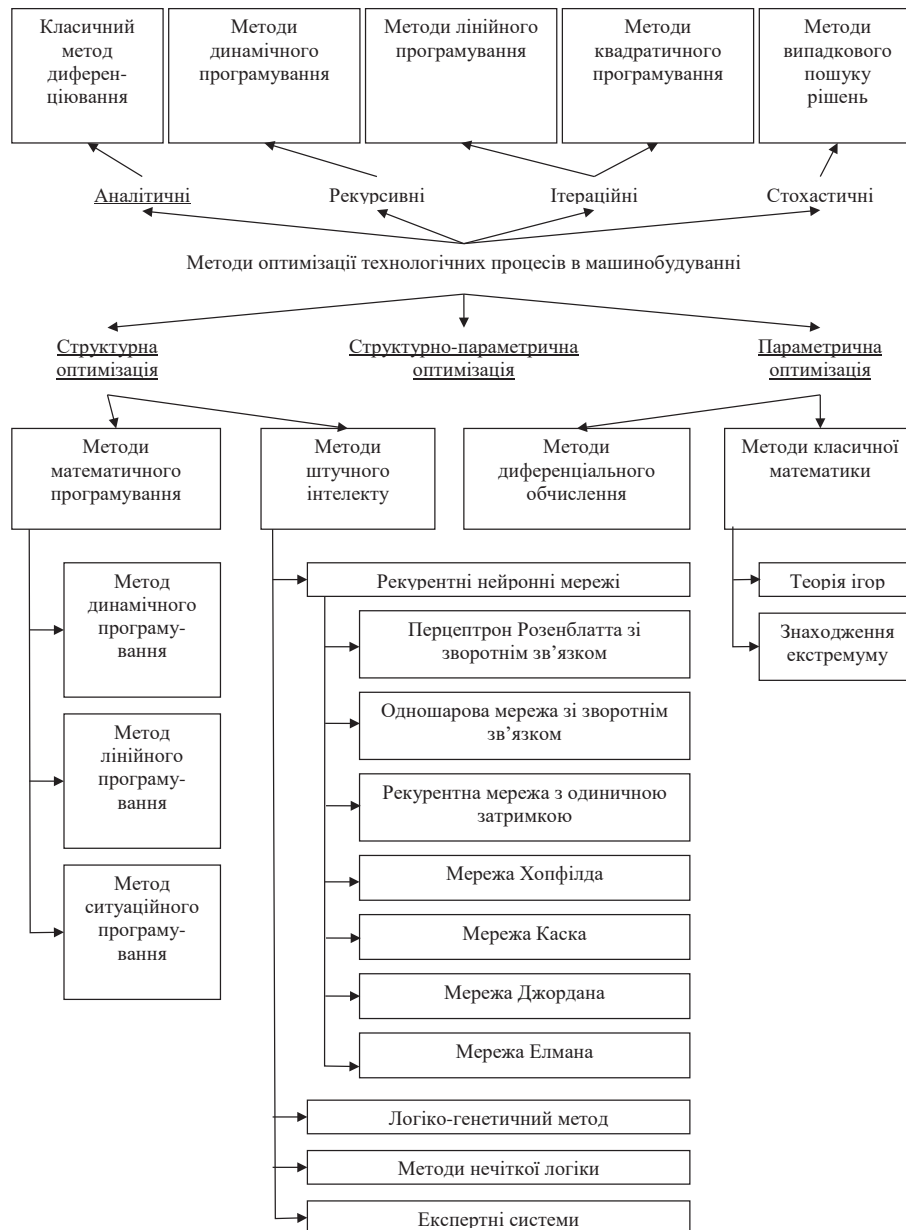 Класичний
метод
диферен-
ціювання
Методи
динамічного
програмування
Методи лінійного
програмування
Методи
квадратичного
програмування
Методи
випадкового
пошуку
рішень
Аналітичні
Рекурсивні
Ітераційні
Стохастичні
Методи оптимізації технологічних процесів в машинобудуванні
Структурна
оптимізація
Структурно-параметрична
оптимізація
Параметрична
оптимізація
Методи
математичного
програмування
Методи
штучного
інтелекту
Методи
диференціального
обчислення
Методи класичної
математики
Метод
динамічного
програму-
вання
Метод
лінійного
програму-
вання
Метод
ситуаційного
програму-
вання
Рекурентні нейронні мережі
Перцептрон Розенблатта зі
зворотнім зв’язком
Одношарова мережа зі зворотнім
зв’язком
Рекурентна мережа з одиничною
затримкою
Мережа Хопфілда
Мережа Каска
Мережа Джордана
Мережа Елмана
Логіко-генетичний метод
Методи нечіткої логіки
Експертні системи
Теорія ігор
Знаходження
екстремуму